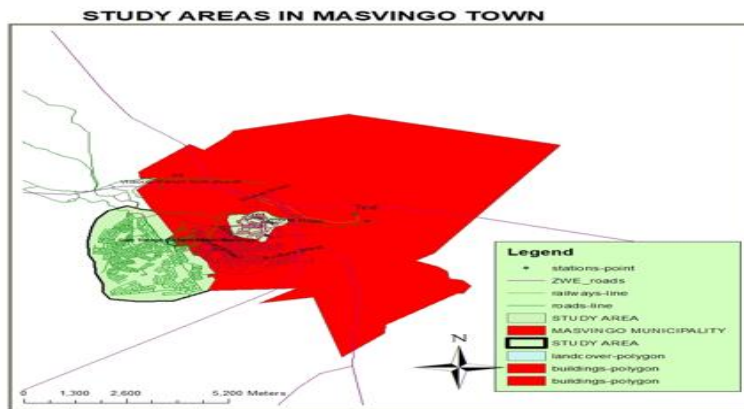 STUDY AREAS IN MASVINGO TOWN
Legend
stations-point
ZWE_roads
railways-line
roads-line
STUDY AREA
MASVINGO MUNICIPALITY
STUDY AREA
landcover-polygon
buildings-polygon
buildings-polygon
N
0 1,300 2,600 5,200 Meters